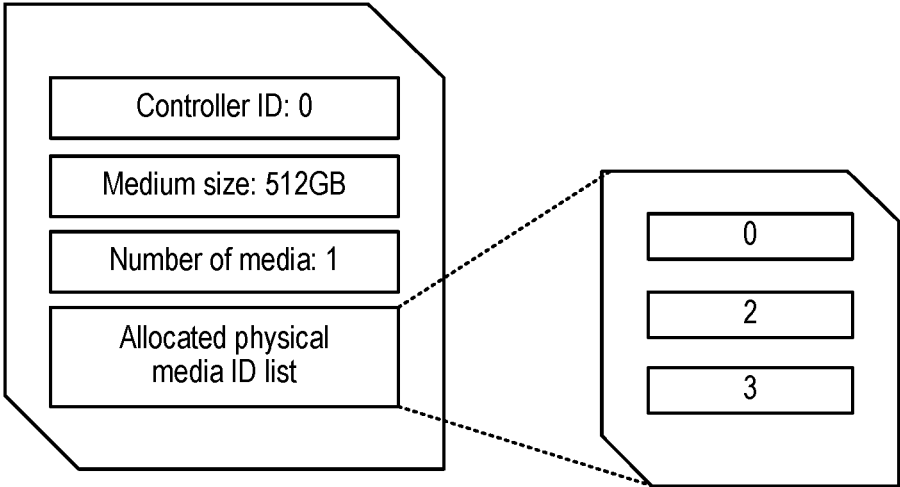 Controller ID: 0
Medium size: 512GB
Number of media: 1
Allocated physical
media ID list
0
2
3